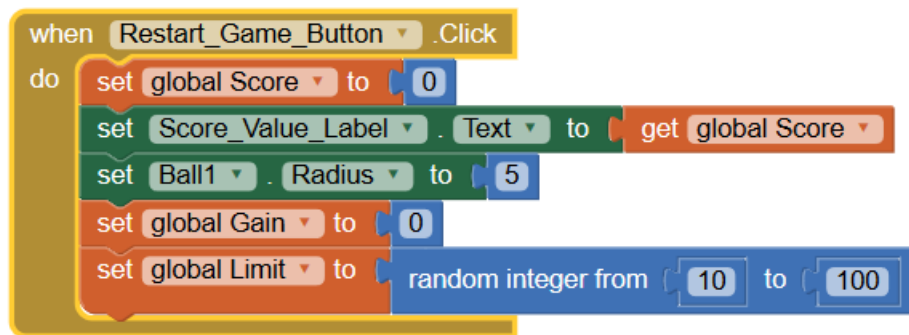 when Restart_Game_Button .Click
do set global Score to 0
set Score_Value_Label . Text to get global Score
set Ball1 . Radius to 5
set global Gain to 0
set global Limit to random integer from 10 to 100